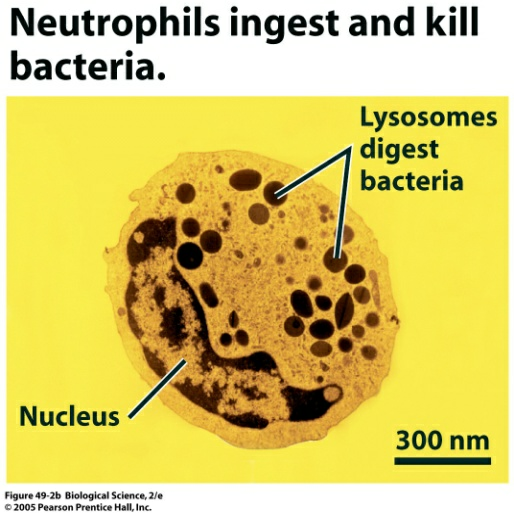 Neutrophils ingest and kill
bacteria.
Lysosomes
digest
bacteria
Nucleus
300 nm
Figure 49-2b Biological Science, 2/e
© 2005 Pearson Prentice Hall, Inc.